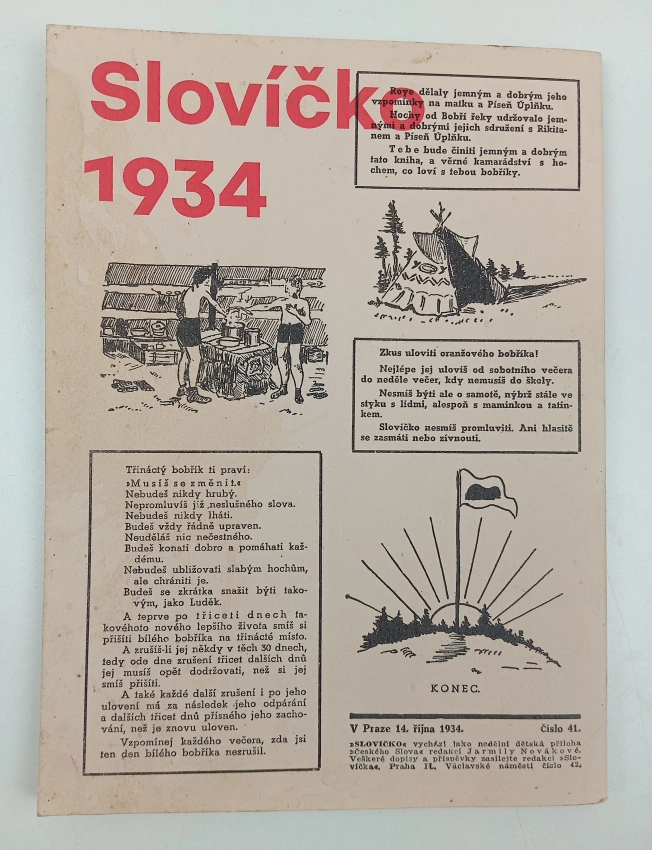 Slovíčko
1934
Roye dělaly jemným a dobrým jeho
vzpomínky na matku a Píseň Úplňku.
Hochy od Bobří řeky udržovalo jem-
nými a dobrými jejich sdružení s Rikita-
nem a Píseň Úplňku.
Tebe bude činiti jemným a dobrým
tato kniha, a věrné kamarádství s ho-
chem, co loví s tebou bobříky.
Zkus uloviti oranžového bobříka!
Nejlépe jej ulovíš od sobotního večera
do neděle večer, kdy nemusíš do školy.
Nesmíš býti ale o samotě, nýbrž stále ve
styku s lidmi, alespoň s maminkou a tatín-
kem.
Slovíčko nesmíš promluviti. Ani hlasitě
se zasmáti nebo zívnouti.
Třináctý bobřík ti praví:
»Musíš se změnit.«
Nebudeš nikdy hrubý.
Nepromluvíš již neslušného slova.
Nebudeš nikdy lháti.
Budeš vždy řádně upraven.
Neuděláš nic nečestného.
Budeš konati dobro a pomáhati kaž-
dému.
Nebudeš ubližovati slabým hochům,
ale chrániti je.
Budeš se zkrátka snažit býti tako-
vým, jako Luděk.
A teprve po třiceti dnech ta-
kovéhoto nového lepšího života smíš si
přišíti bílého bobříka na třinácté místo.
A zrušíš-li jej někdy v těch 30 dnech,
tedy ode dne zrušení třicet dalších dnů
jej musíš opět dodržovati, než si jej
smíš přišíti.
A také každé další zrušení i po jeho
ulovení má za následek jeho odpárání
a dalších třicet dnů přísného jeho zacho-
vání, než je znovu uloven.
Vzpomínej každého večera, zda jsi
ten den bílého bobříka nezrušil.
KONEC.
V Praze 14. října 1934. Číslo 41.
»SLOVÍČKO« vychází jako nedělní dětská příloha
»Českého Slova« redakcí Jarmily Novákové.
Veškeré dopisy a příspěvky zasílejte redakci »Slo-
víčka«, Praha II., Václavské náměstí číslo 42.